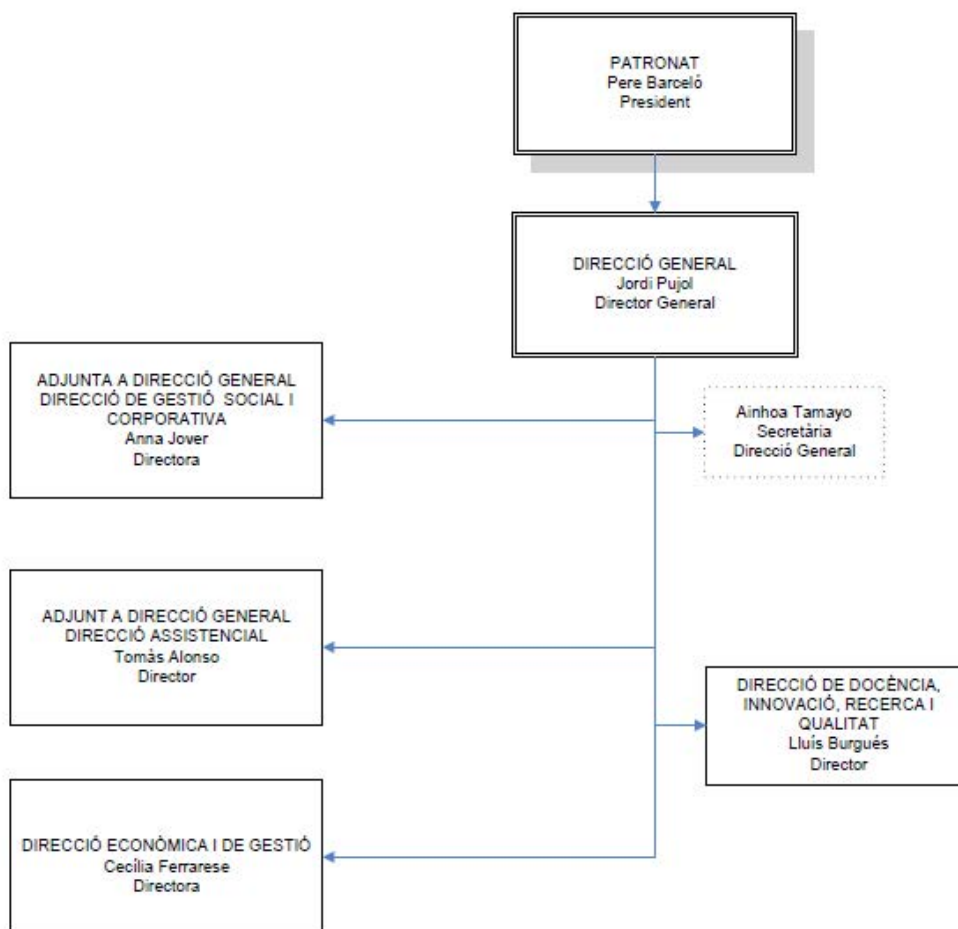 PATRONAT
Pere Barceló
President
DIRECCIÓ GENERAL
Jordi Pujol
Director General
ADJUNTA A DIRECCIÓ GENERAL
DIRECCIÓ DE GESTIÓ SOCIAL I
CORPORATIVA
Anna Jover
Directora
Ainhoa Tamayo
Secretària
Direcció General
ADJUNT A DIRECCIÓ GENERAL
DIRECCIÓ ASSISTENCIAL
Tomàs Alonso
Director
DIRECCIÓ DE DOCÈNCIA,
INNOVACIÓ, RECERCA I
QUALITAT
Lluís Burgués
Director
DIRECCIÓ ECONÒMICA I DE GESTIÓ
Cecília Ferrarese
Directora